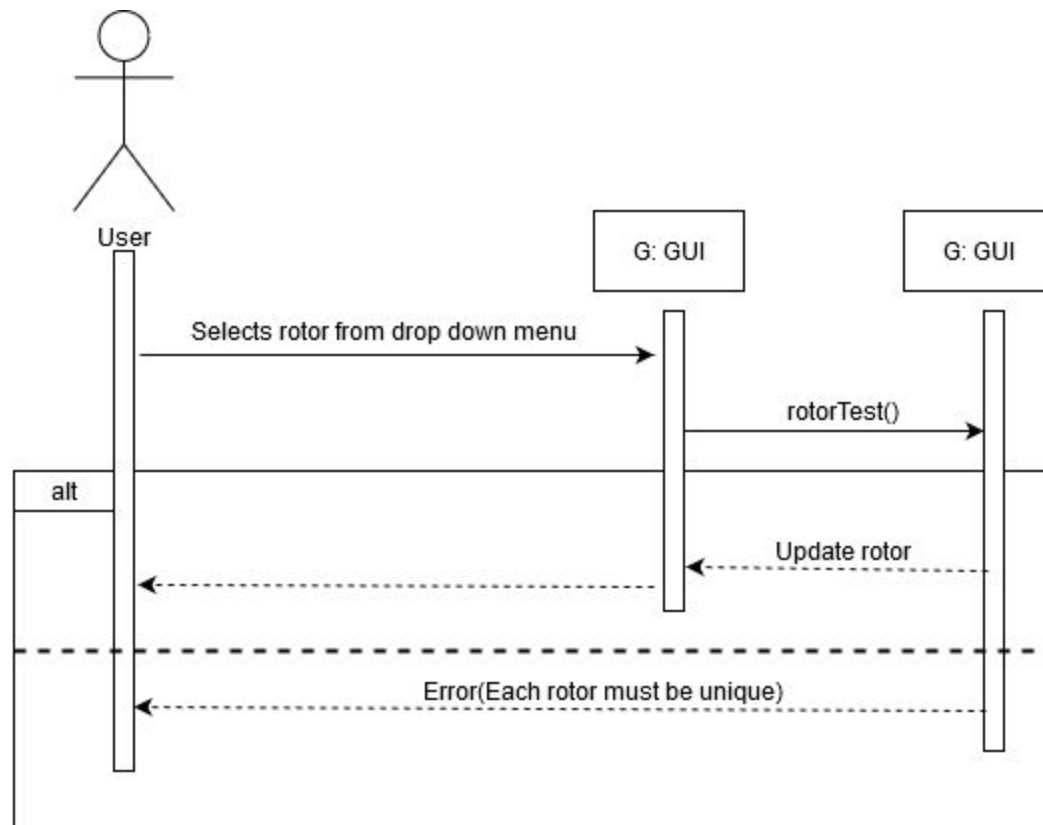 User
G: GUI
G: GUI
Selects rotor from drop down menu
rotorTest()
alt
Update rotor
Error(Each rotor must be unique)